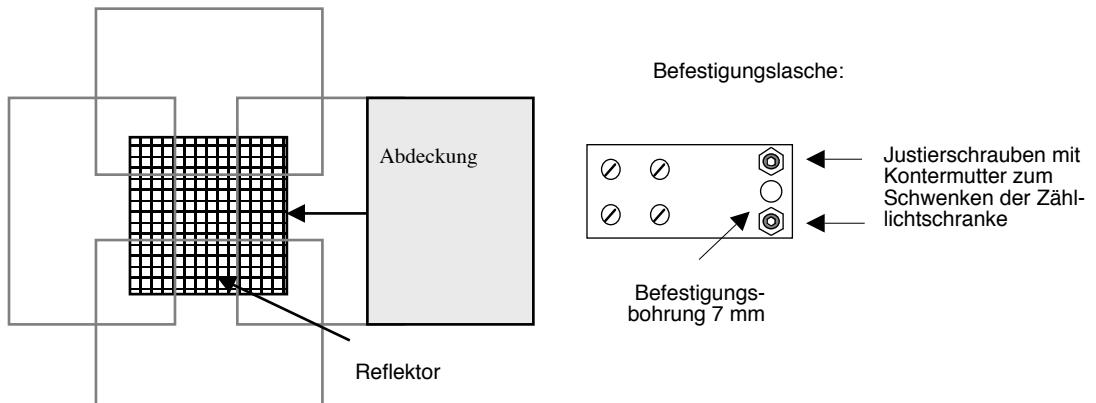 Befestigungslasche:
Abdeckung
Justierschrauben mit
Kontermutter zum
Schwenken der Zähl-
lichtschranke
Befestigungs-
bohrung 7 mm
Reflektor